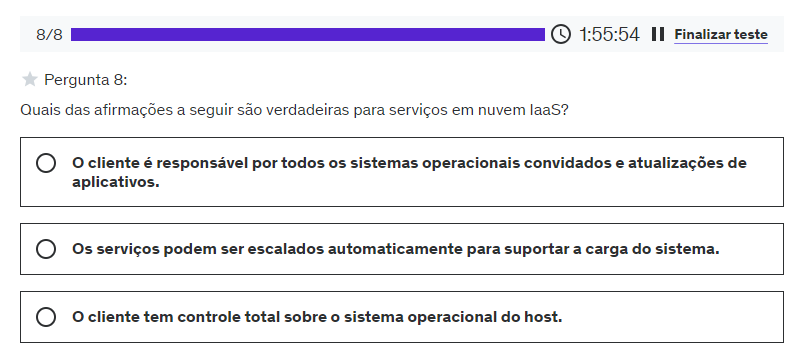 8/8 1:55:54 Finalizar teste
Pergunta 8:
Quais das afirmações a seguir são verdadeiras para serviços em nuvem IaaS?
O cliente é responsável por todos os sistemas operacionais convidados e atualizações de
aplicativos.
Os serviços podem ser escalados automaticamente para suportar a carga do sistema.
O cliente tem controle total sobre o sistema operacional do host.